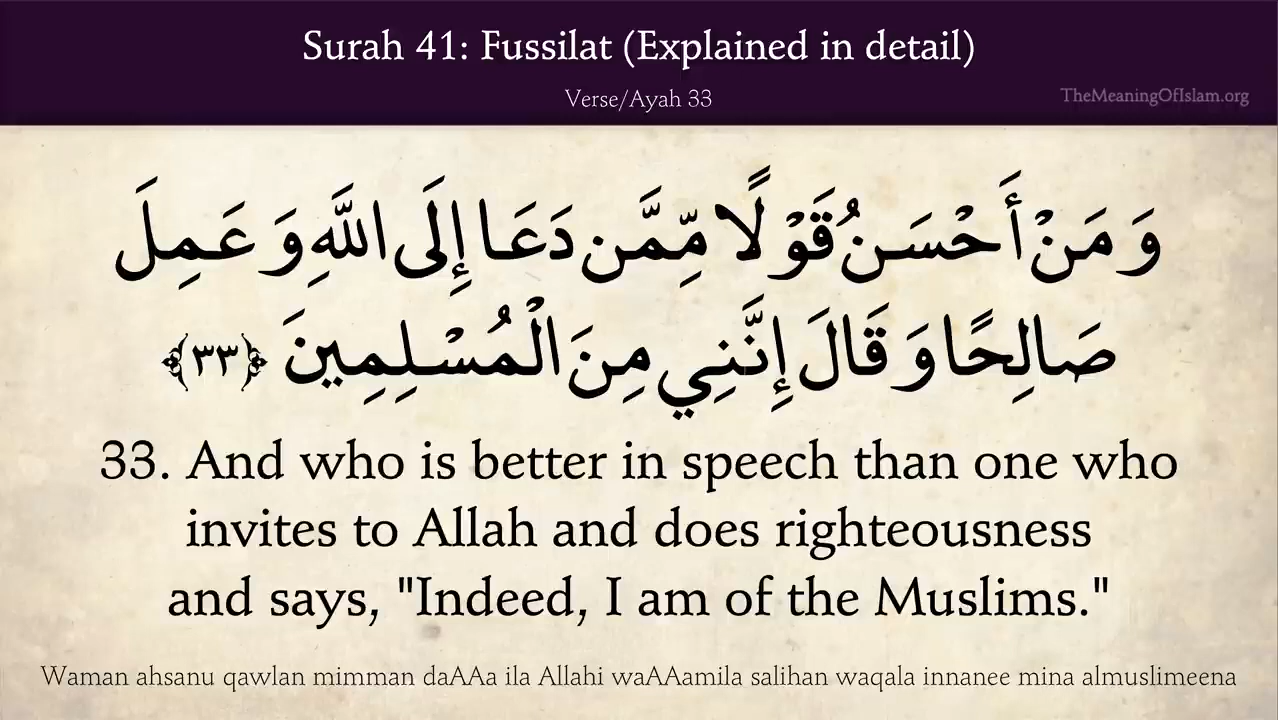 Surah 41: Fussilat (Explained in detail)
Verse/Ayah 33
TheMeaningOfIslam.org
وَمَنْ أَحْسَنُ قَوْلًا مِّمَّن دَعَا إِلَى اللَّهِ وَعَمِلَ
صَالِحًا وَقَالَ إِنَّنِي مِنَ الْمُسْلِمِينَ ﴿٣٣﴾
33. And who is better in speech than one who
invites to Allah and does righteousness
and says, "Indeed, I am of the Muslims."
Waman ahsanu qawlan mimman daAAa ila Allahi waAAamila salihan waqala innanee mina almuslimeena